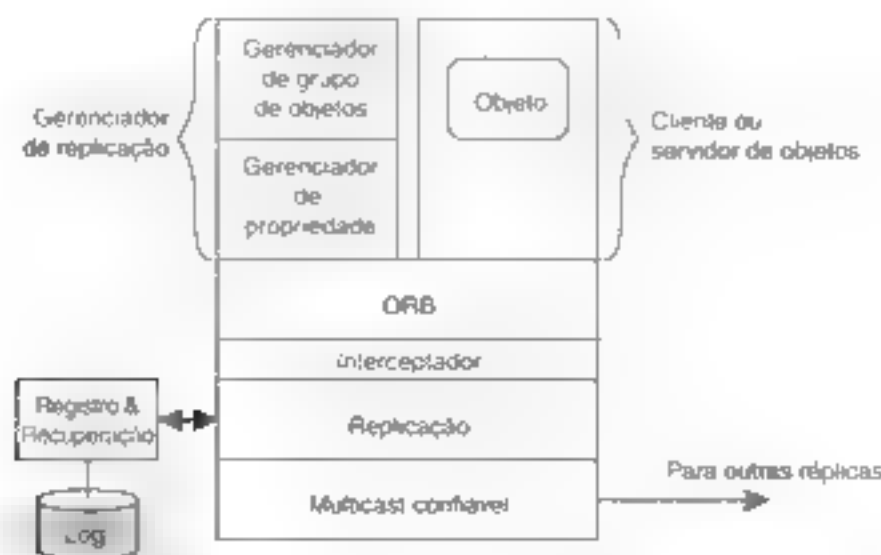 Gerenciador
de grupo
de objetos
Objeto
Gerenciador
de replicação
Cliente ou
servidor de objetos
Gerenciador
de
propriedade
ORB
Interceptador
Registro &
Recuperação
Replicação
Para outras réplicas
Multicast confiável
Log